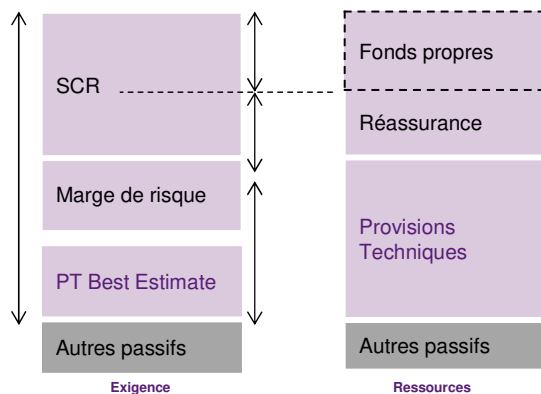 SCR
Marge de risque
PT Best Estimate
Autres passifs
Exigence
Fonds propres
Réassurance
Provisions
Techniques
Autres passifs
Ressources